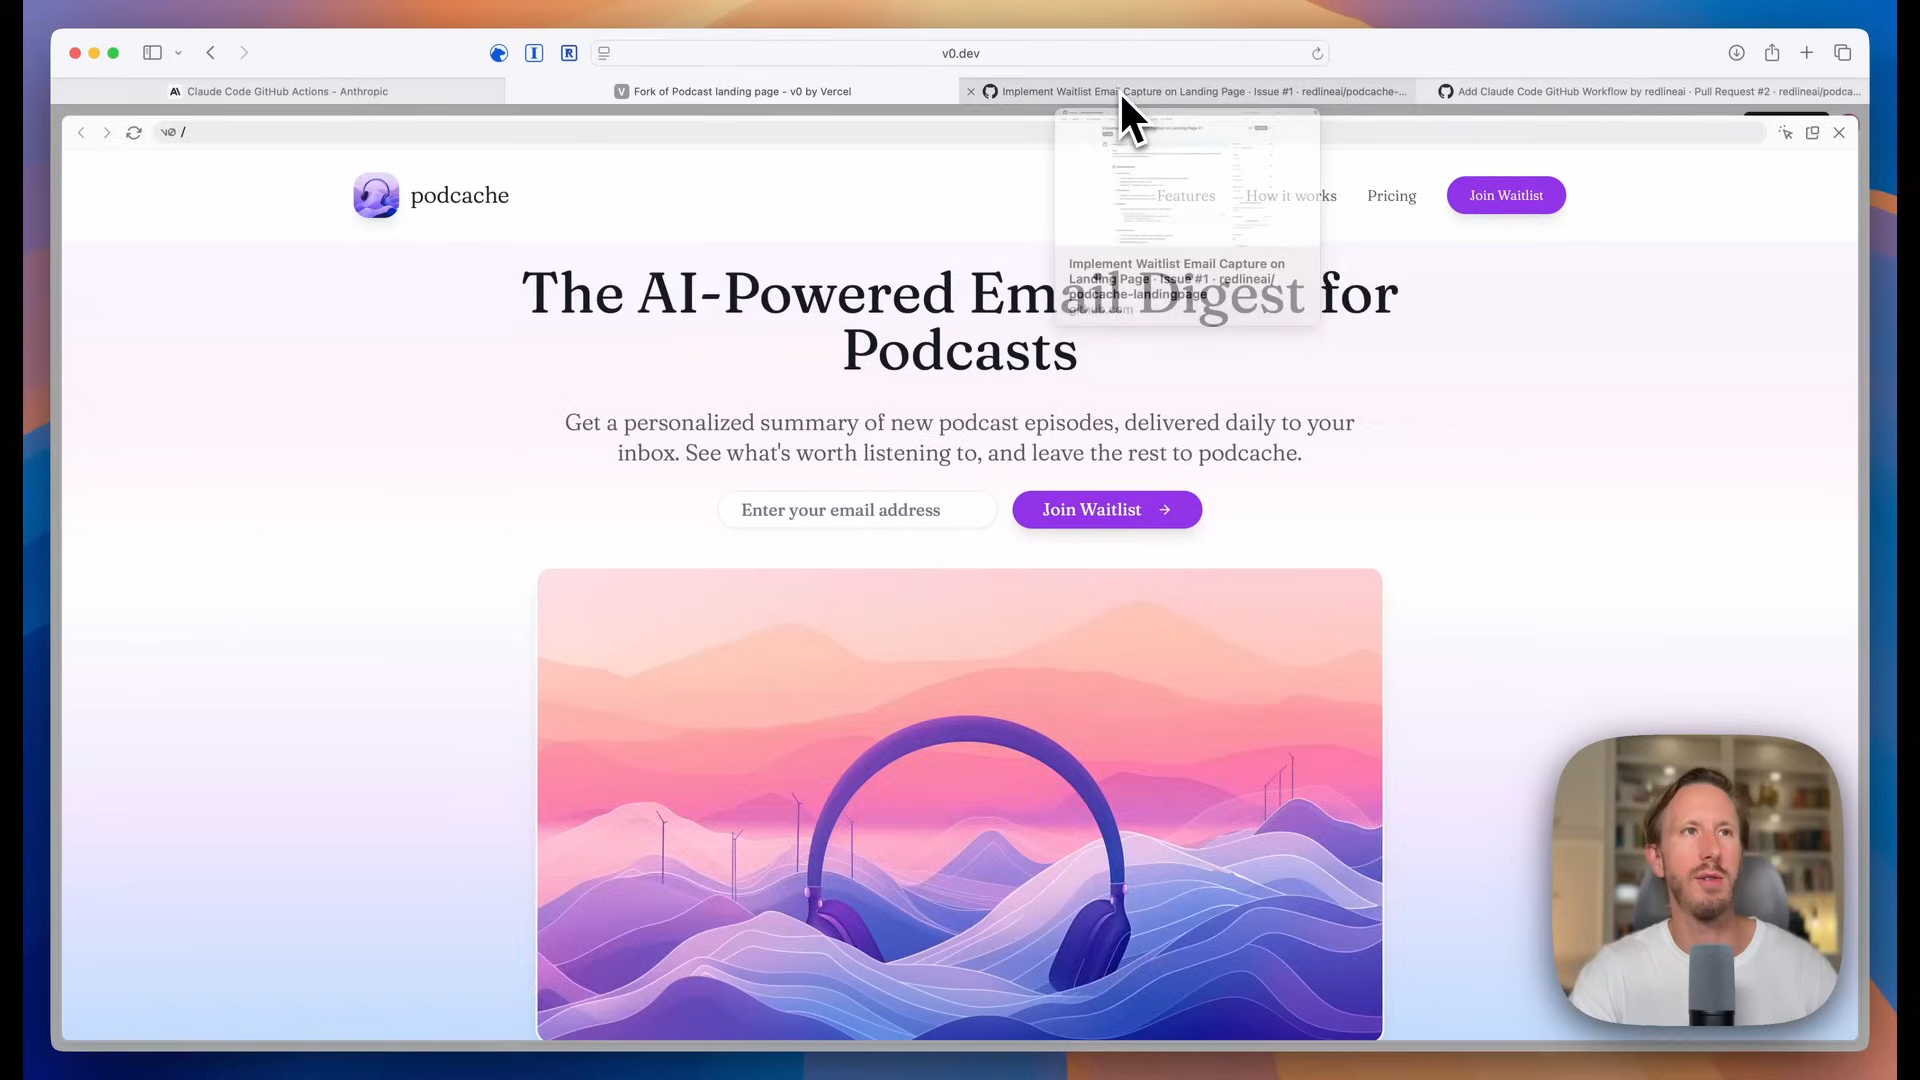 v0.dev
Claude Code GitHub Actions - Anthropic
Fork of Podcast landing page - v0 by Vercel
Implement Waitlist Email Capture on Landing Page · Issue #1 · redlineai/podcache-...
Add Claude Code GitHub Workflow by redlineai · Pull Request #2 · redlineai/podca...
v0 /
podcache
Features
How it works
Pricing
Join Waitlist
Implement Waitlist Email Capture on
Landing Page · Issue #1 · redlineai/
podcache-landingpage
github.com
The AI-Powered Email Digest for
Podcasts
Get a personalized summary of new podcast episodes, delivered daily to your
inbox. See what's worth listening to, and leave the rest to podcache.
Enter your email address
Join Waitlist →